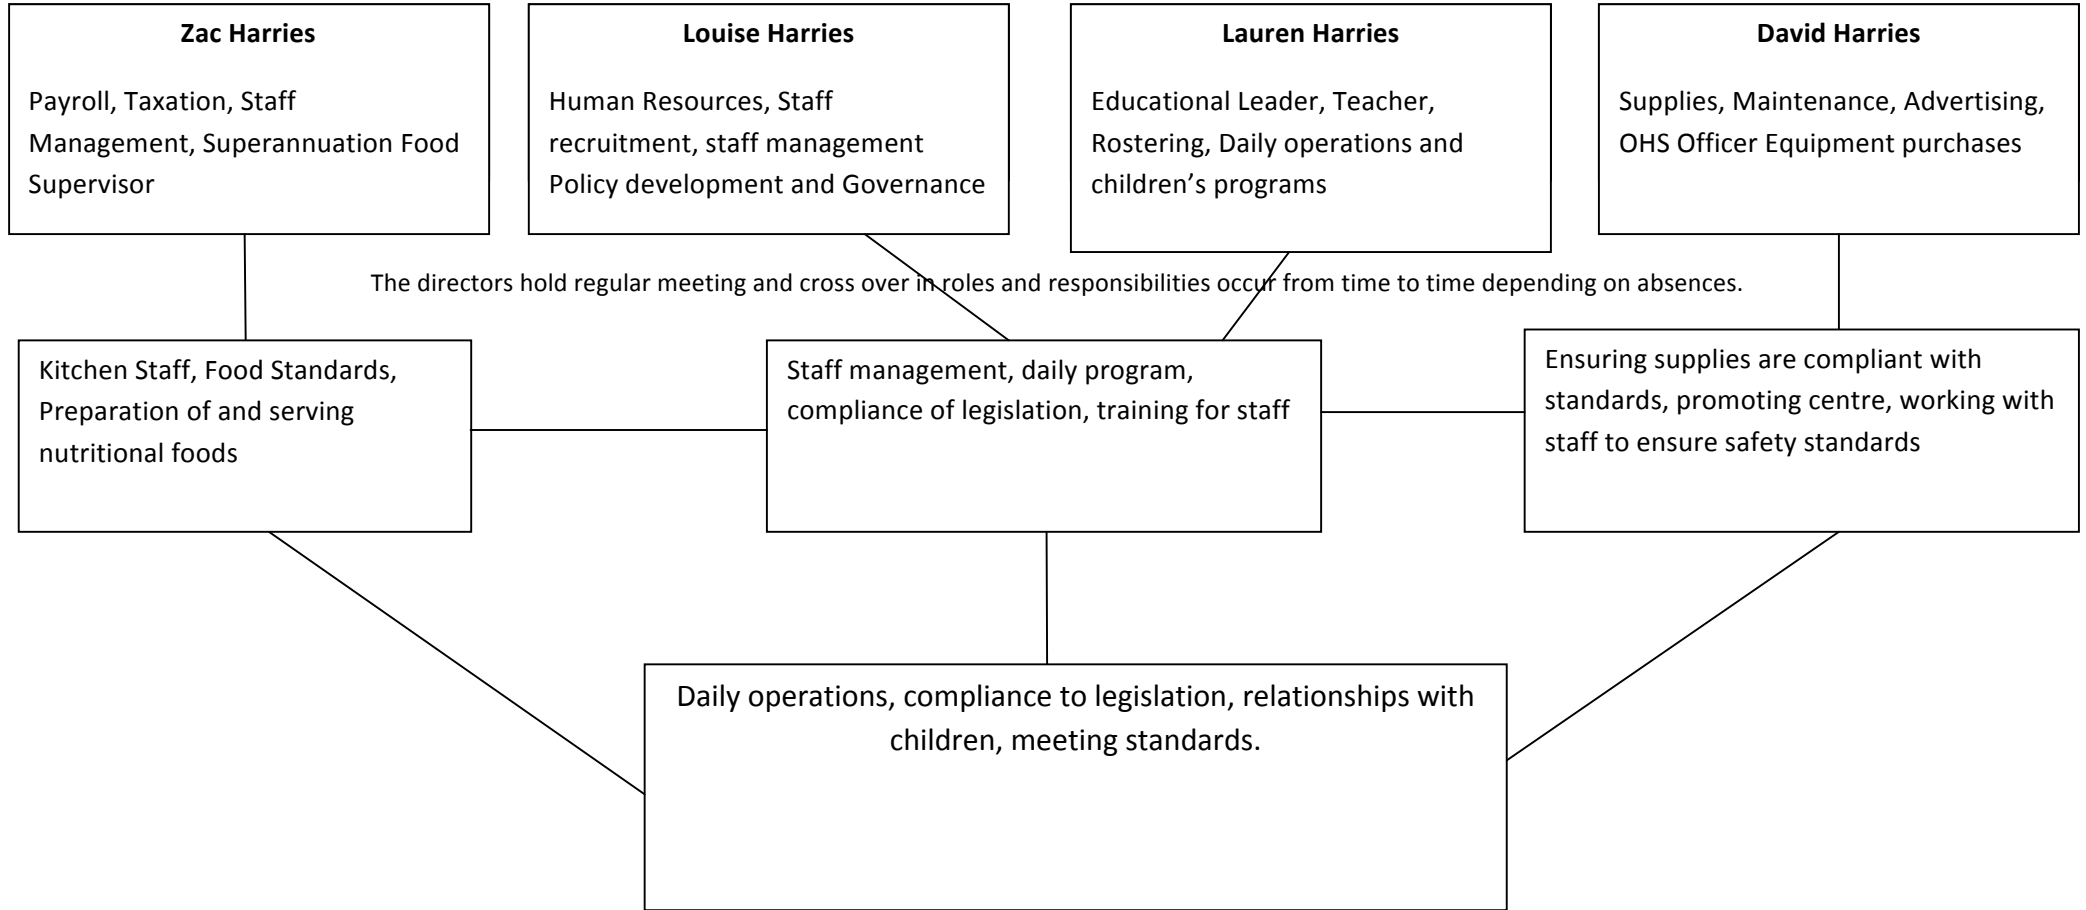 Zac Harries
Payroll, Taxation, Staff
Management, Superannuation Food
Supervisor
Louise Harries
Human Resources, Staff
recruitment, staff management
Policy development and Governance
Lauren Harries
Educational Leader, Teacher,
Rostering, Daily operations and
children’s programs
David Harries
Supplies, Maintenance, Advertising,
OHS Officer Equipment purchases
The directors hold regular meeting and cross over in roles and responsibilities occur from time to time depending on absences.
Kitchen Staff, Food Standards,
Preparation of and serving
nutritional foods
Staff management, daily program,
compliance of legislation, training for staff
Ensuring supplies are compliant with
standards, promoting centre, working with
staff to ensure safety standards
Daily operations, compliance to legislation, relationships with
children, meeting standards.